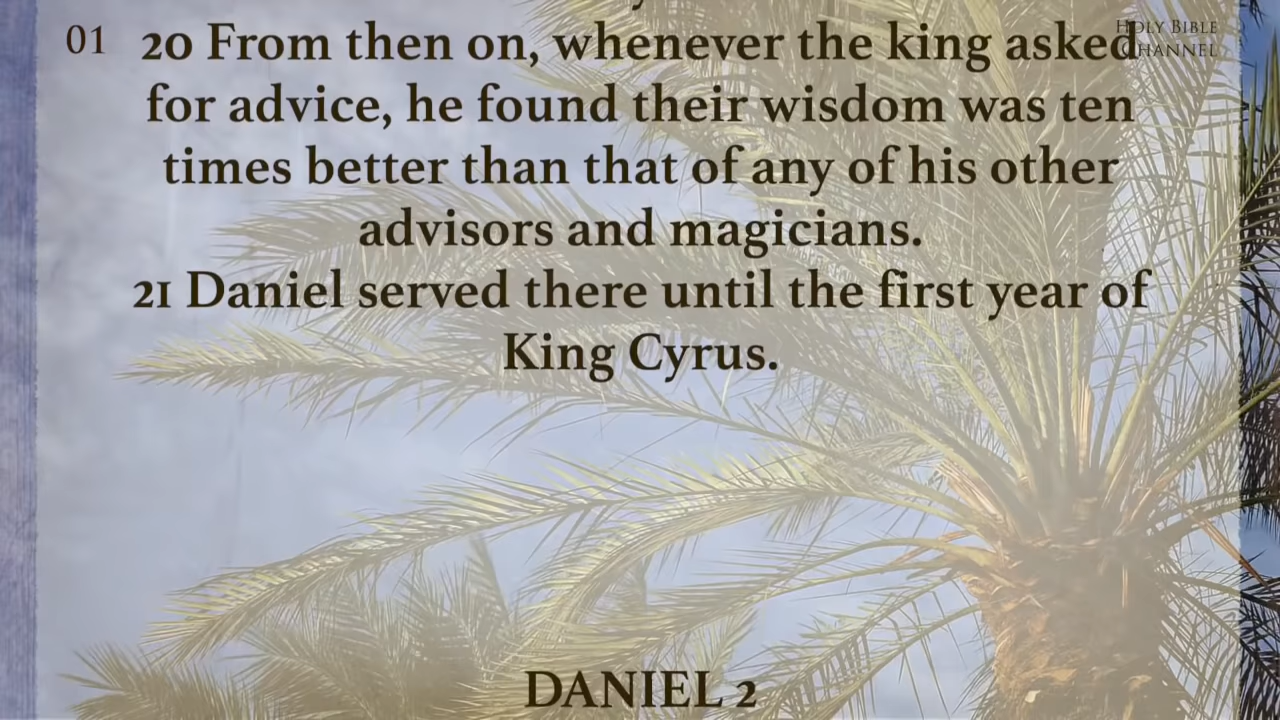 01
20 From then on, whenever the king asked
for advice, he found their wisdom was ten
times better than that of any of his other
advisors and magicians.
21 Daniel served there until the first year of
King Cyrus.
DANIEL 2
HOLY BIBLE
CHANNEL